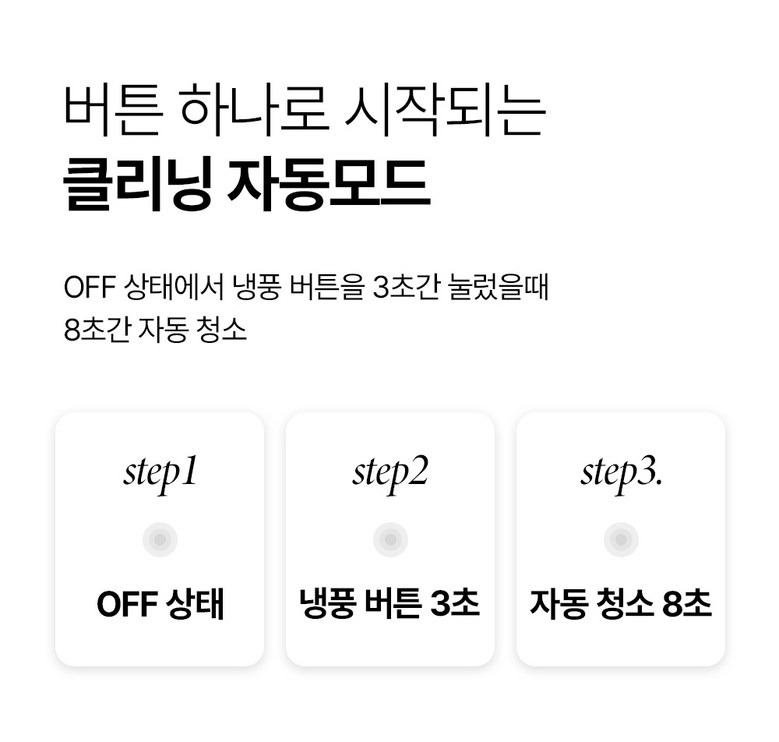 버튼 하나로 시작되는
클리닝 자동모드
OFF 상태에서 냉풍 버튼을 3초간 눌렀을때
8초간 자동 청소
step1
OFF 상태
step2
냉풍 버튼 3초
step3.
자동 청소 8초